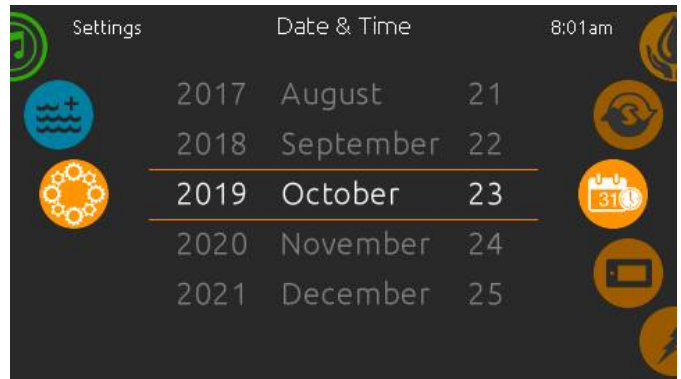 Settings Date & Time 8:01am
2017 August 21
2018 September 22
2019 October 23
31
2020 November 24
2021 December 25